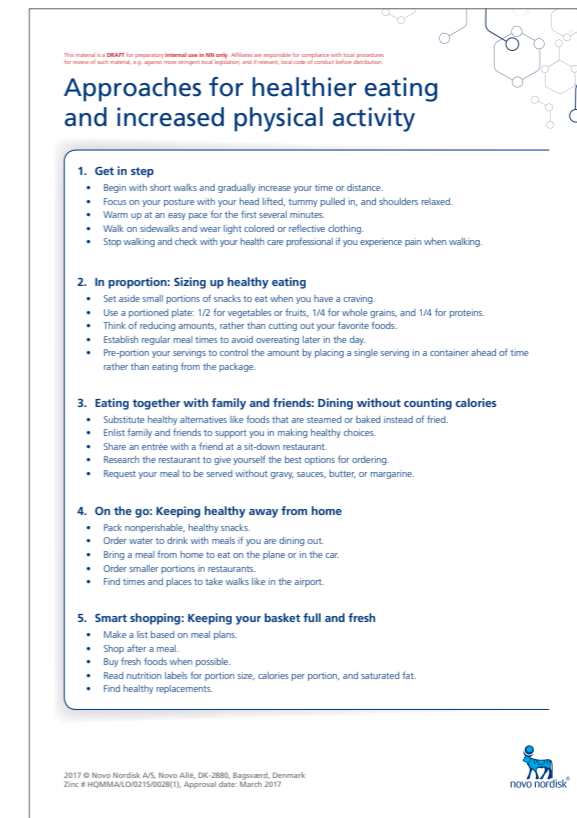 This material is a DRAFT for preparatory internal use in NN only. Affiliates are responsible for compliance with local procedures
for review of such material, e.g. against more stringent local legislation, and if relevant, local code of conduct before distribution.
Approaches for healthier eating
and increased physical activity
1. Get in step
• Begin with short walks and gradually increase your time or distance.
• Focus on your posture with your head lifted, tummy pulled in, and shoulders relaxed.
• Warm up at an easy pace for the first several minutes.
• Walk on sidewalks and wear light colored or reflective clothing.
• Stop walking and check with your health care professional if you experience pain when walking.
2. In proportion: Sizing up healthy eating
• Set aside small portions of snacks to eat when you have a craving.
• Use a portioned plate: 1/2 for vegetables or fruits, 1/4 for whole grains, and 1/4 for proteins.
• Think of reducing amounts, rather than cutting out your favorite foods.
• Establish regular meal times to avoid overeating later in the day.
• Pre-portion your servings to control the amount by placing a single serving in a container ahead of time
rather than eating from the package.
3. Eating together with family and friends: Dining without counting calories
• Substitute healthy alternatives like foods that are steamed or baked instead of fried.
• Enlist family and friends to support you in making healthy choices.
• Share an entrée with a friend at a sit-down restaurant.
• Research the restaurant to give yourself the best options for ordering.
• Request your meal to be served without gravy, sauces, butter, or margarine.
4. On the go: Keeping healthy away from home
• Pack nonperishable, healthy snacks.
• Order water to drink with meals if you are dining out.
• Bring a meal from home to eat on the plane or in the car.
• Order smaller portions in restaurants.
• Find times and places to take walks like in the airport.
5. Smart shopping: Keeping your basket full and fresh
• Make a list based on meal plans.
• Shop after a meal.
• Buy fresh foods when possible.
• Read nutrition labels for portion size, calories per portion, and saturated fat.
• Find healthy replacements.
2017 © Novo Nordisk A/S, Novo Allé, DK-2880, Bagsværd, Denmark
Zinc # HQMMA/LO/0215/0028(1), Approval date: March 2017
novo nordisk®